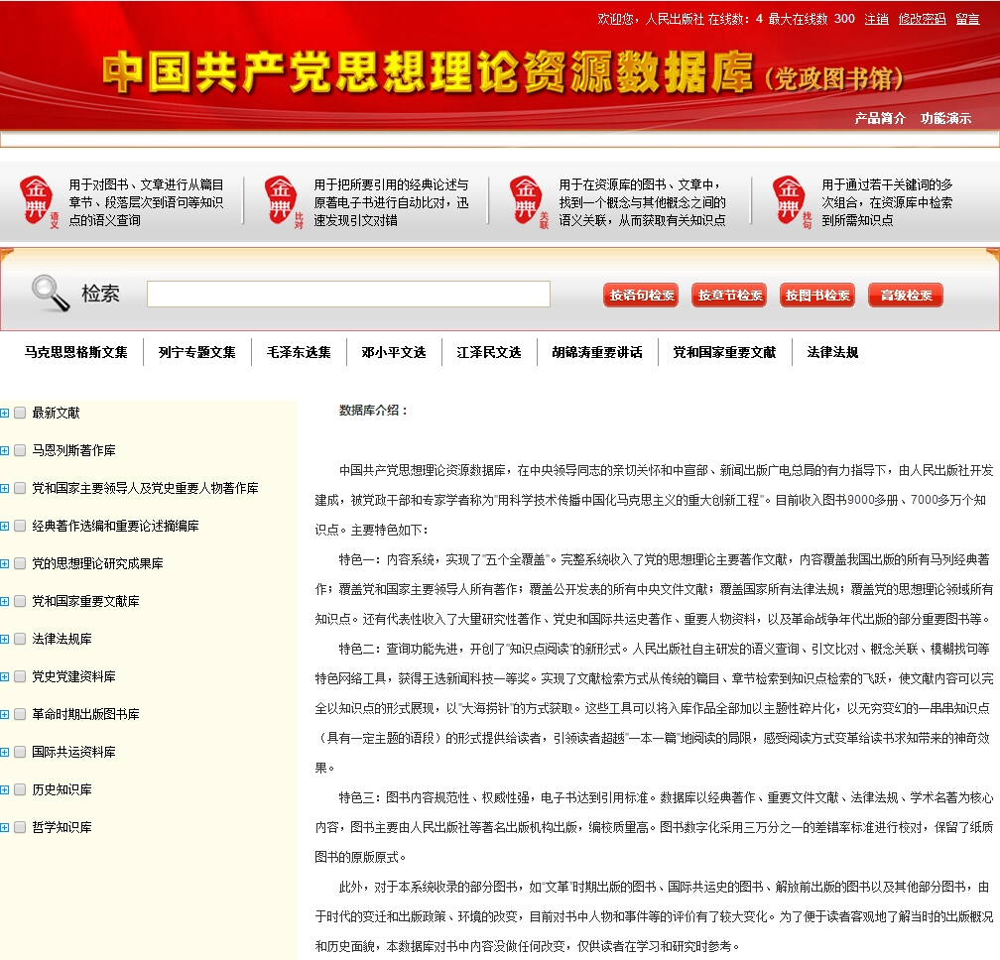 欢迎您，人民出版社 在线数：4 最大在线数 300 注销 修改密码 留言
中国共产党思想理论资源数据库（党政图书馆）
产品简介 功能演示
金典 语义
用于对图书、文章进行从篇目
章节、段落层次到语句等知识
点的语义查询
金典 比对
用于把所要引用的经典论述与
原著电子书进行自动比对，迅
速发现引文对错
金典 关联
用于在资源库的图书、文章中，
找到一个概念与其他概念之间的
语义关联，从而获取有关知识点
金典 找句
用于通过若干关键词的多
次组合，在资源库中检索
到所需知识点
检索 按语句检索 按章节检索 按图书检索 高级检索
马克思恩格斯文集 列宁专题文集 毛泽东选集 邓小平文选 江泽民文选 胡锦涛重要讲话 党和国家重要文献 法律法规
最新文献
马恩列斯著作库
党和国家主要领导人及党史重要人物著作库
经典著作选编和重要论述摘编库
党的思想理论研究成果库
党和国家重要文献库
法律法规库
党史党建资料库
革命时期出版图书库
国际共运资料库
历史知识库
哲学知识库
数据库介绍：
中国共产党思想理论资源数据库，在中央领导同志的亲切关怀和中宣部、新闻出版广电总局的有力指导下，由人民出版社开发
建成，被党政干部和专家学者称为"用科学技术传播中国化马克思主义的重大创新工程"。目前收入图书9000多册、7000多万个知
识点。主要特色如下：
特色一：内容系统，实现了"五个全覆盖"。完整系统收入了党的思想理论主要著作文献，内容覆盖我国出版的所有马列经典著
作；覆盖党和国家主要领导人所有著作；覆盖公开发表的所有中央文件文献；覆盖国家所有法律法规；覆盖党的思想理论领域所有
知识点。还有代表性收入了大量研究性著作、党史和国际共运史著作、重要人物资料，以及革命战争年代出版的部分重要图书等。
特色二：查询功能先进，开创了"知识点阅读"的新形式。人民出版社自主研发的语义查询、引文比对、概念关联、模糊找句等
特色网络工具，获得王选新闻科技一等奖。实现了文献检索方式从传统的篇目、章节检索到知识点检索的飞跃，使文献内容可以完
全以知识点的形式展现，以"大海捞针"的方式获取。这些工具可以将入库作品全部加以主题性碎片化，以无穷变幻的一串串知识点
（具有一定主题的语段）的形式提供给读者，引领读者超越"一本一篇"地阅读的局限，感受阅读方式变革给读书求知带来的神奇效
果。
特色三：图书内容规范性、权威性强，电子书达到引用标准。数据库以经典著作、重要文件文献、法律法规、学术名著为核心
内容，图书主要由人民出版社等著名出版机构出版，编校质量高。图书数字化采用三万分之一的差错率标准进行校对，保留了纸质
图书的原版原式。
此外，对于本系统收录的部分图书，如"文革"时期出版的图书、国际共运史的图书、解放前出版的图书以及其他部分图书，由
于时代的变迁和出版政策、环境的改变，目前对书中人物和事件等的评价有了较大变化。为了便于读者客观地了解当时的出版概况
和历史面貌，本数据库对书中内容没做任何改变，仅供读者在学习和研究时参考。